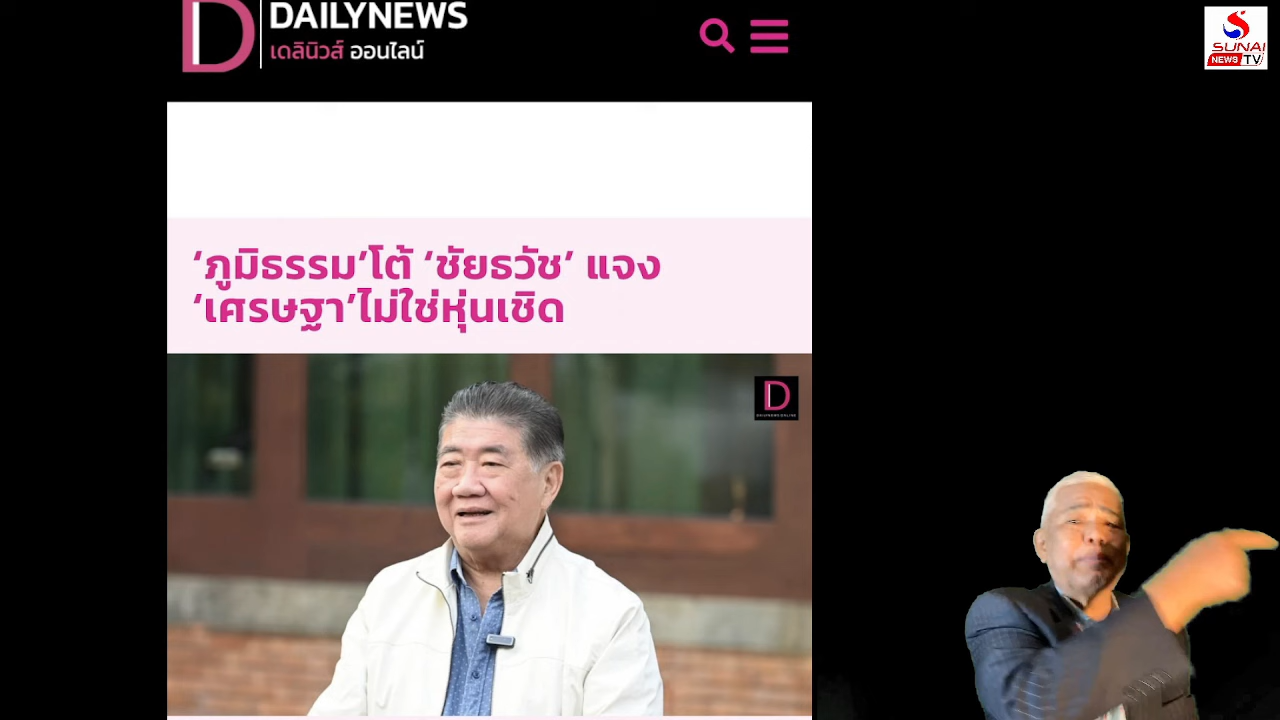 DAILYNEWS
เดลินิวส์ ออนไลน์
SUNAI
NEWS TV
‘ภูมิธรรม’โต้ ‘ชัยธวัช’ แจง
‘เศรษฐา’ไม่ใช่หุ่นเชิด
D
DAILYNEWS ONLINE